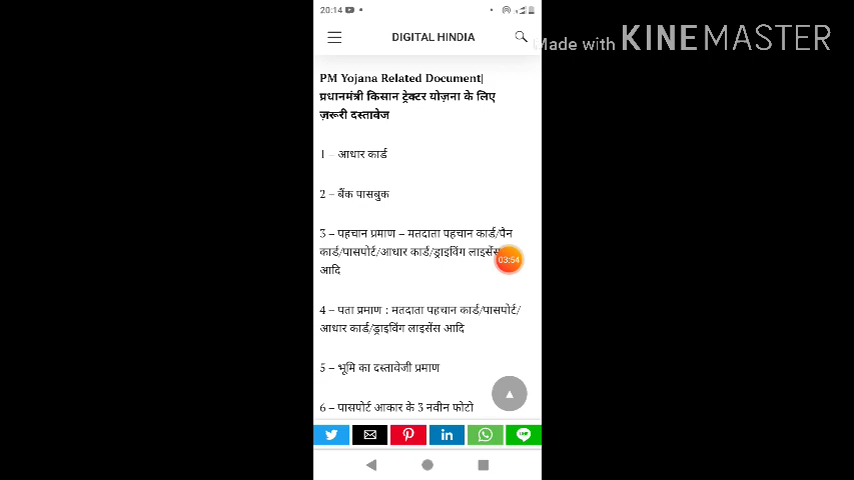 20:14
DIGITAL HINDIA
Made with KINEMASTER
PM Yojana Related Document|
प्रधानमंत्री किसान ट्रेक्टर योज़ना के लिए
ज़रूरी दस्तावेज
1 – आधार कार्ड
2 – बैंक पासबुक
3 – पहचान प्रमाण – मतदाता पहचान कार्ड/पैन
कार्ड/पासपोर्ट/आधार कार्ड/ड्राइविंग लाइसेंस
आदि
03:54
4 – पता प्रमाण : मतदाता पहचान कार्ड/पासपोर्ट/
आधार कार्ड/ड्राइविंग लाइसेंस आदि
5 – भूमि का दस्तावेजी प्रमाण
6 – पासपोर्ट आकार के 3 नवीन फोटो